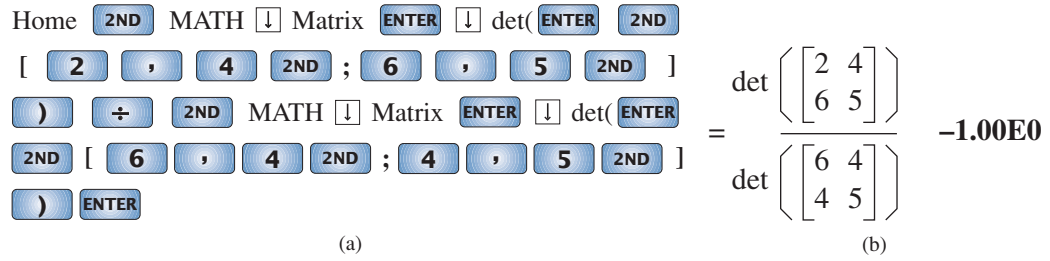 Home 2ND MATH ↓ Matrix ENTER ↓ det( ENTER 2ND
[ 2 , 4 2ND ; 6 , 5 2ND ]
) ÷ 2ND MATH ↓ Matrix ENTER ↓ det( ENTER
2ND [ 6 , 4 2ND ; 4 , 5 2ND ]
) ENTER
(a)
=
det ( [ 2 4
6 5 ] )
det ( [ 6 4
4 5 ] )
–1.00E0
(b)